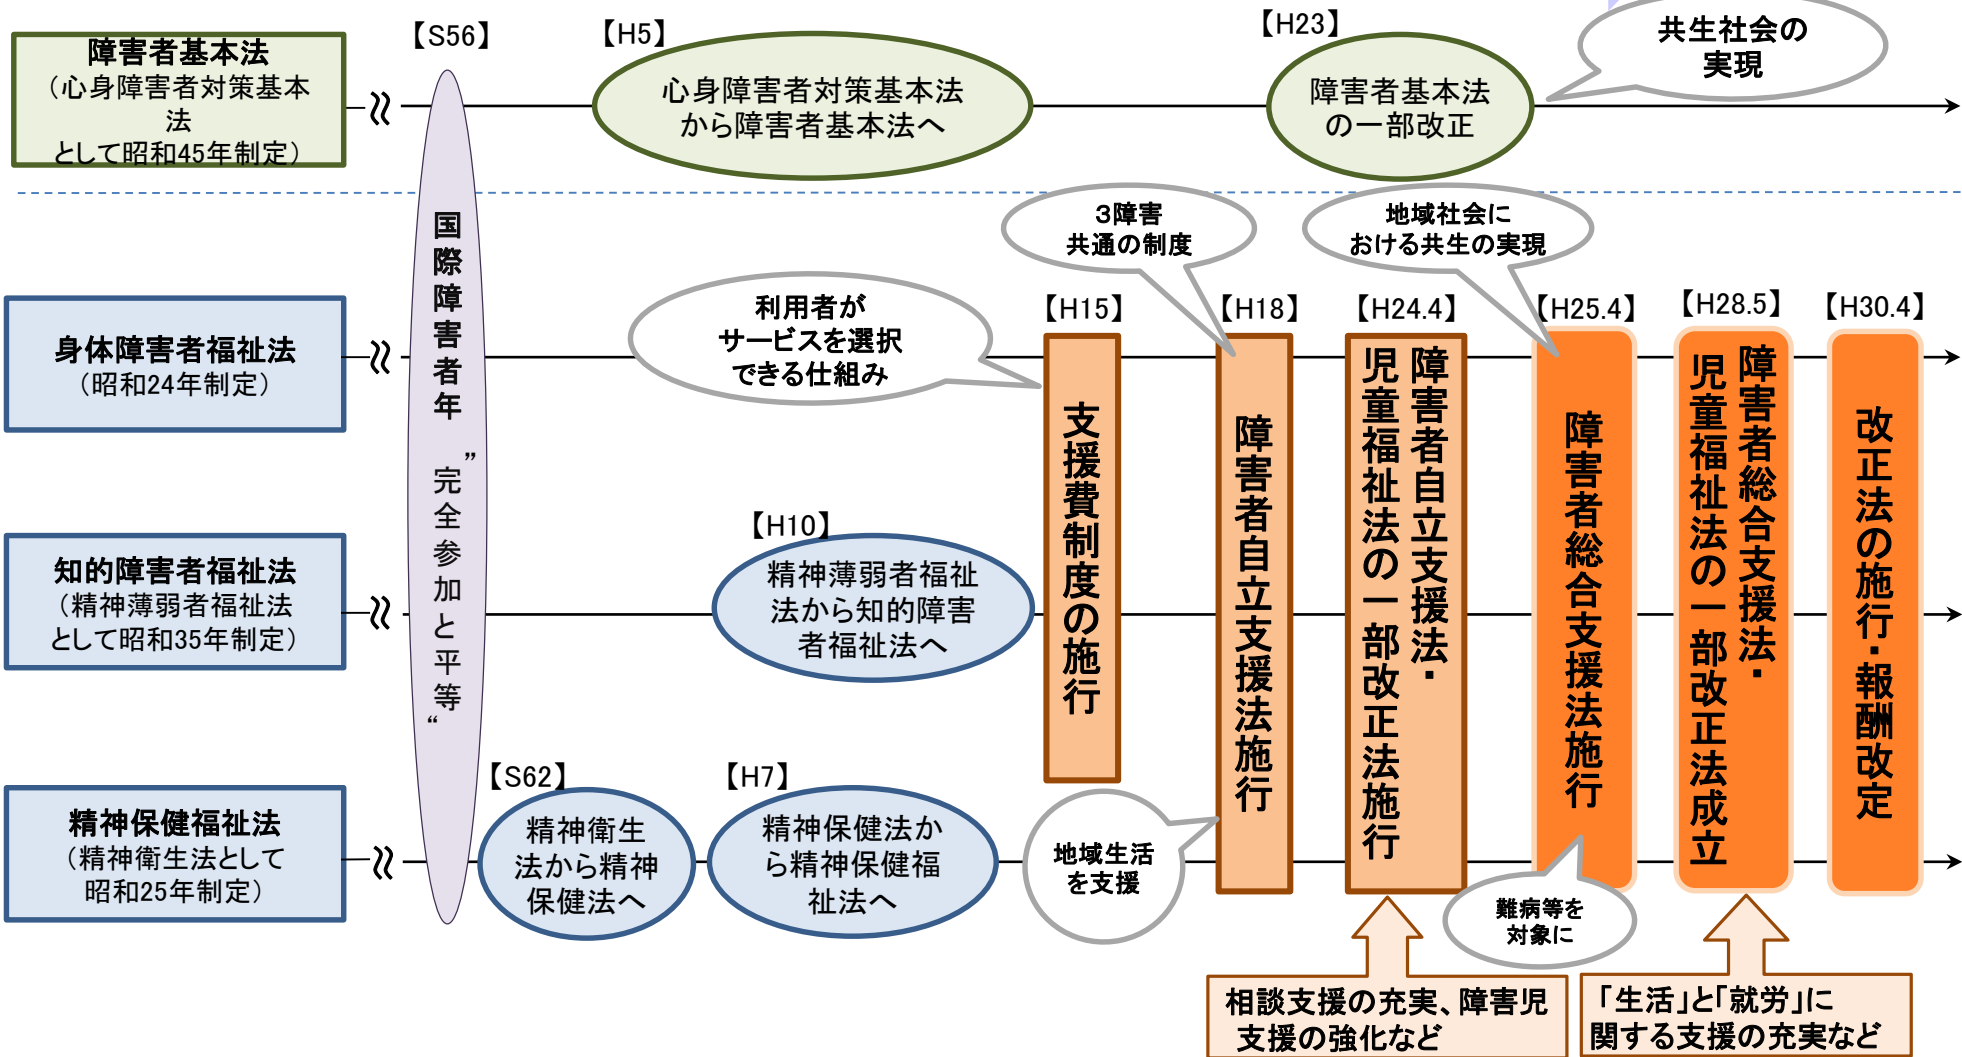 障害者基本法
（心身障害者対策基本
法
として昭和45年制定）
【S56】
【H5】
心身障害者対策基本法
から障害者基本法へ
【H23】
障害者基本法
の一部改正
共生社会の
実現
国際障害者年 ”完全参加と平等“
身体障害者福祉法
（昭和24年制定）
利用者が
サービスを選択
できる仕組み
【H15】
支援費制度の施行
３障害
共通の制度
【H18】
障害者自立支援法施行
地域生活
を支援
【H24.4】
障害者自立支援法・
児童福祉法の一部改正法施行
相談支援の充実、障害児
支援の強化など
地域社会に
おける共生の実現
【H25.4】
障害者総合支援法施行
難病等を
対象に
【H28.5】
障害者総合支援法・
児童福祉法の一部改正法成立
「生活」と「就労」に
関する支援の充実など
【H30.4】
改正法の施行・報酬改定
知的障害者福祉法
（精神薄弱者福祉法
として昭和35年制定）
【H10】
精神薄弱者福祉
法から知的障害
者福祉法へ
精神保健福祉法
（精神衛生法として
昭和25年制定）
【S62】
精神衛生
法から精神
保健法へ
【H7】
精神保健法か
ら精神保健福
祉法へ